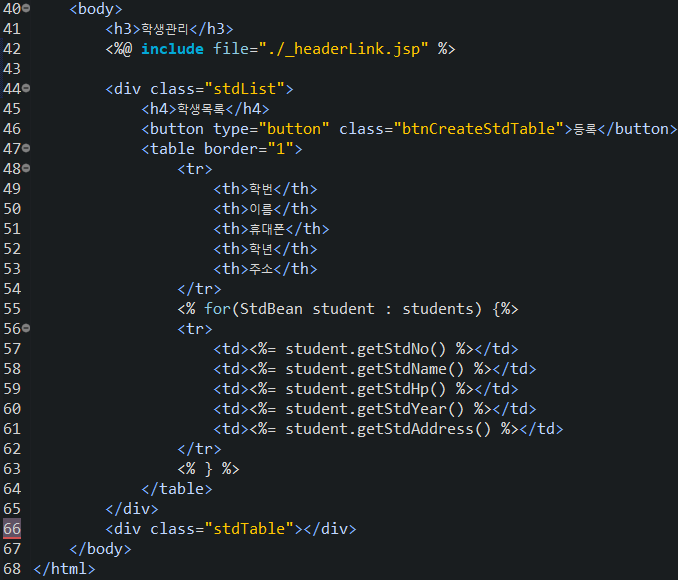 40 <body>
41 <h3>학생관리</h3>
42 <%@ include file="./_headerLink.jsp" %>
43
44 <div class="stdList">
45 <h4>학생목록</h4>
46 <button type="button" class="btnCreateStdTable">등록</button>
47 <table border="1">
48 <tr>
49 <th>학번</th>
50 <th>이름</th>
51 <th>휴대폰</th>
52 <th>학년</th>
53 <th>주소</th>
54 </tr>
55 <% for(StdBean student : students) {%>
56 <tr>
57 <td><%= student.getStdNo() %></td>
58 <td><%= student.getStdName() %></td>
59 <td><%= student.getStdHp() %></td>
60 <td><%= student.getStdYear() %></td>
61 <td><%= student.getStdAddress() %></td>
62 </tr>
63 <% } %>
64 </table>
65 </div>
66 <div class="stdTable"></div>
67 </body>
68 </html>